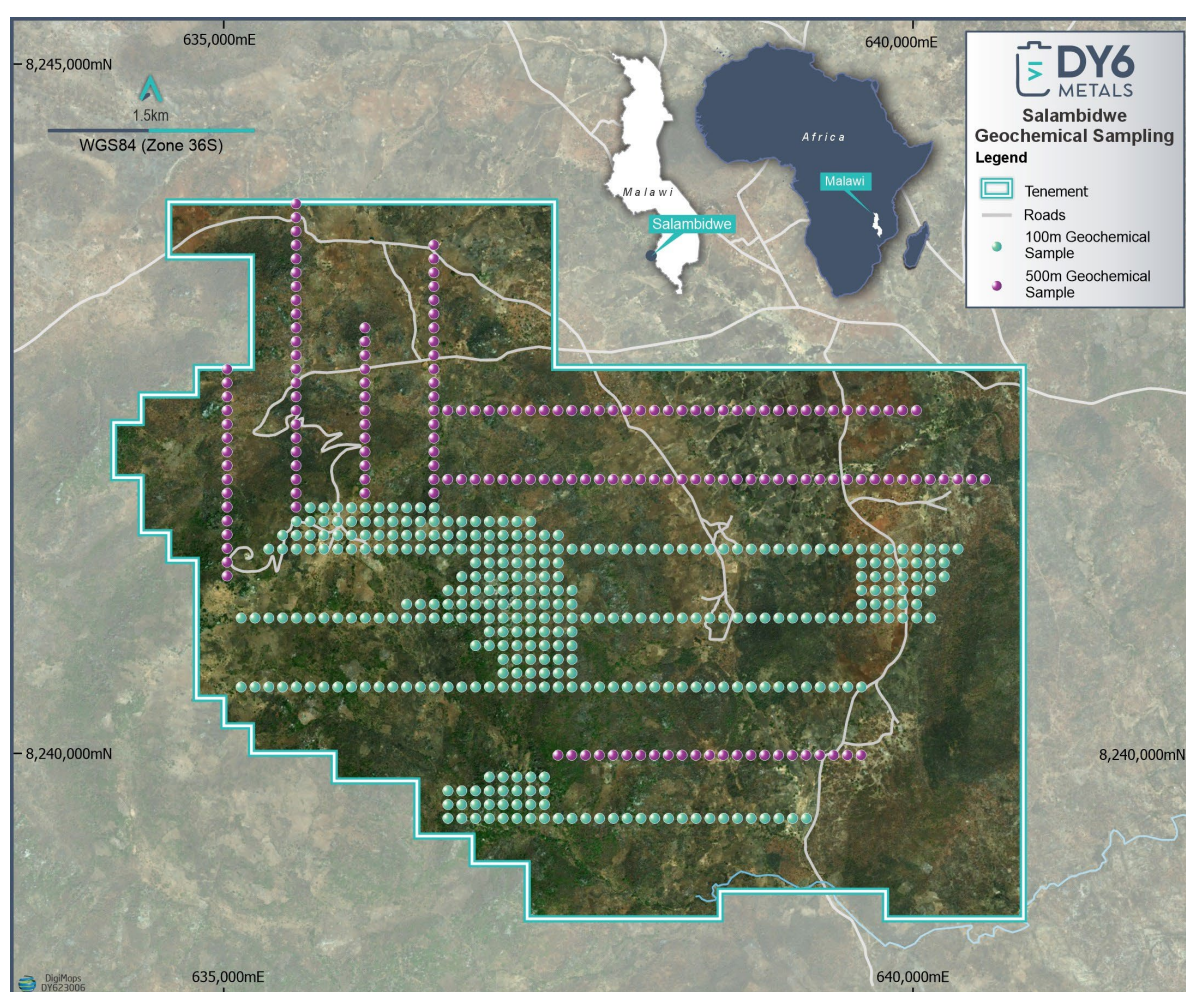 635,000mE
640,000mE
8,245,000mN
1.5km
WGS84 (Zone 36S)
Malawi
Salambidwe
Africa
Malawi
DY6
METALS
Salambidwe
Geochemical Sampling
Legend
Tenement
Roads
100m Geochemical
Sample
500m Geochemical
Sample
8,240,000mN
8,240,000mN
635,000mE
640,000mE
DigiMaps
DY623006